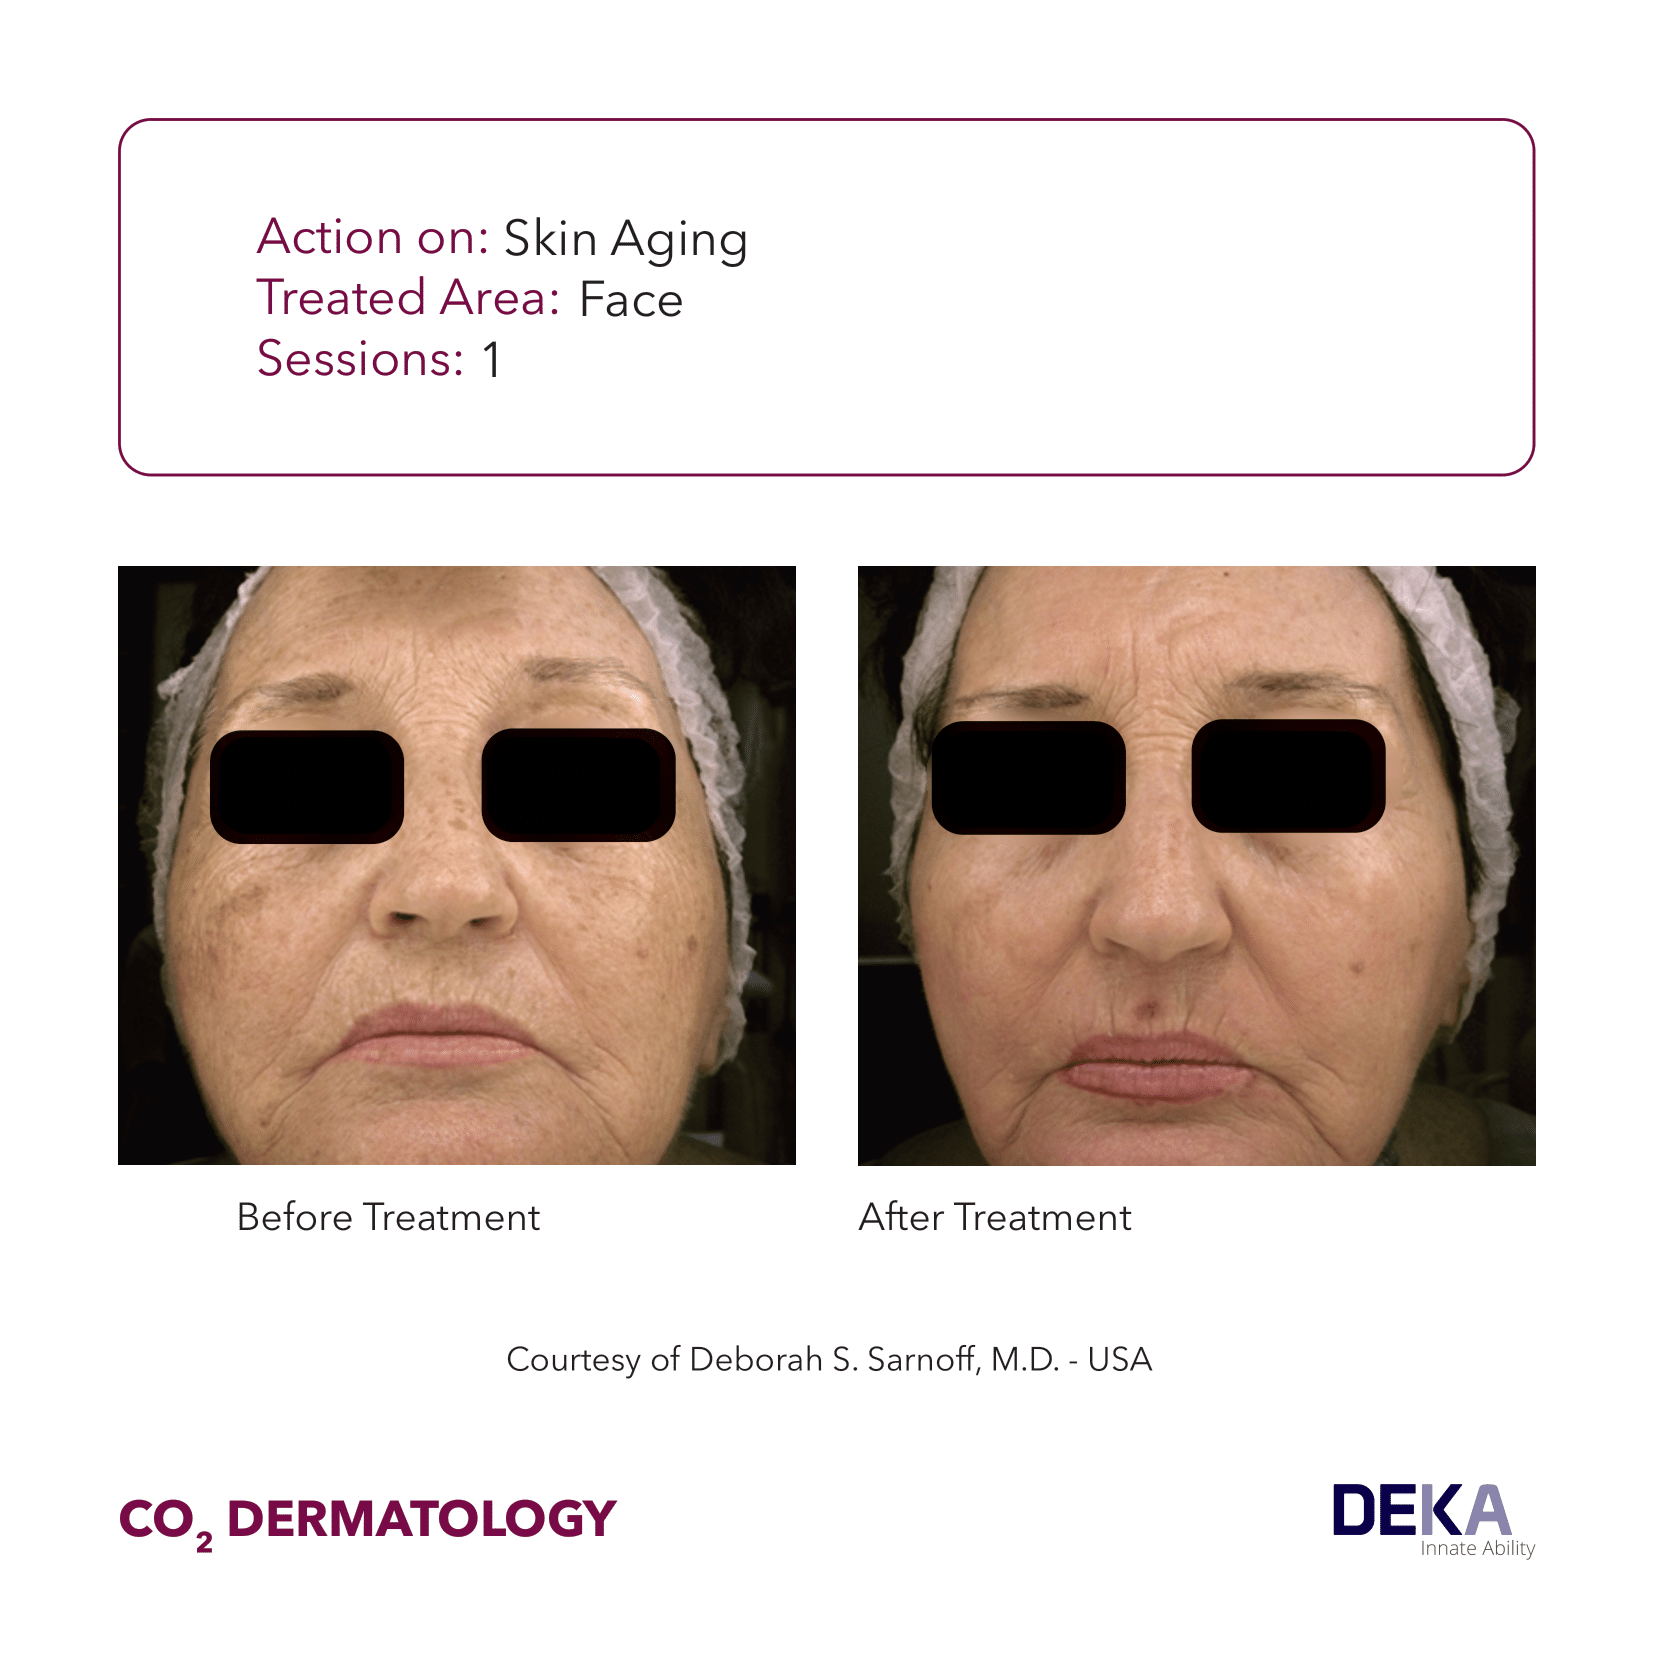 Action on: Skin Aging
Treated Area: Face
Sessions: 1
Before Treatment
After Treatment
Courtesy of Deborah S. Sarnoff, M.D. - USA
CO₂ DERMATOLOGY
DEKA
Innate Ability